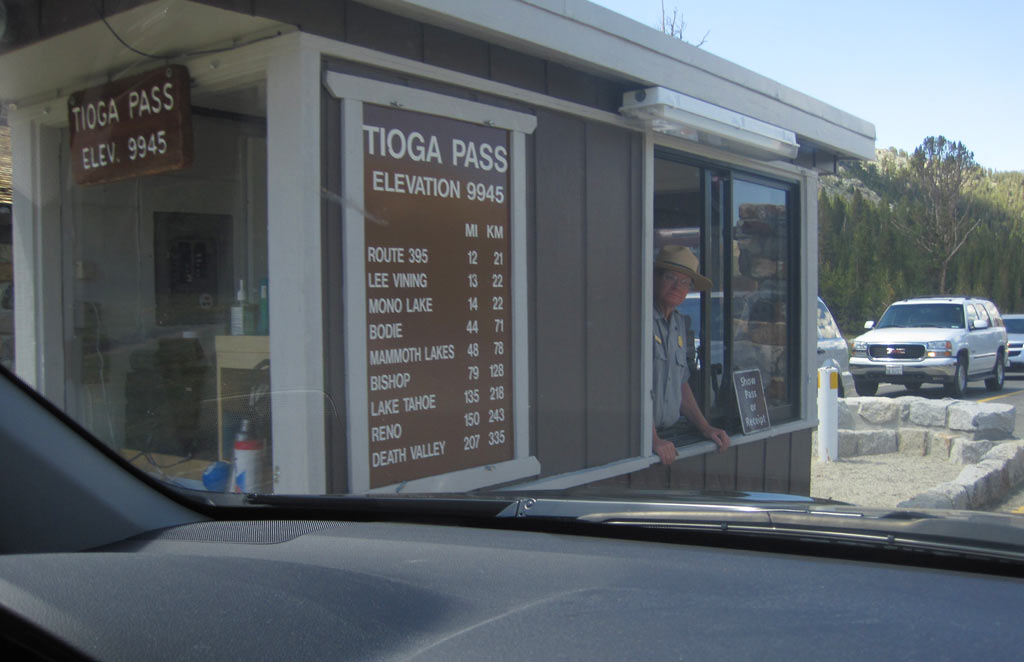 TIOGA PASS
ELEV. 9945
TIOGA PASS
ELEVATION 9945
MI KM
ROUTE 395 12 21
LEE VINING 13 22
MONO LAKE 14 22
BODIE 44 71
MAMMOTH LAKES 48 78
BISHOP 79 128
LAKE TAHOE 135 218
RENO 150 243
DEATH VALLEY 207 335
Show
Pass
or
Receipt